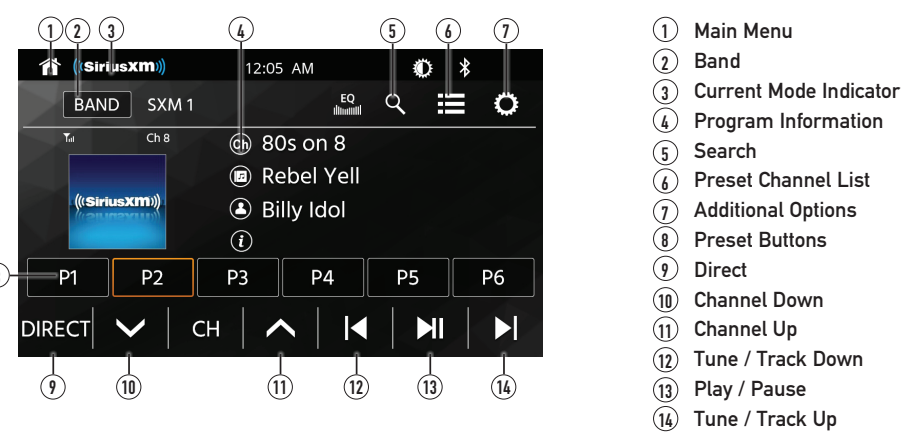 1 2 3 4 5 6 7
((SiriusXM)) 12:05 AM
BAND SXM 1 EQ
Ch 8
Ch 80s on 8
Rebel Yell
((SiriusXM))
Billy Idol
i
P1 P2 P3 P4 P5 P6
DIRECT CH
9 10 11 12 13 14
1 Main Menu
2 Band
3 Current Mode Indicator
4 Program Information
5 Search
6 Preset Channel List
7 Additional Options
8 Preset Buttons
9 Direct
10 Channel Down
11 Channel Up
12 Tune / Track Down
13 Play / Pause
14 Tune / Track Up